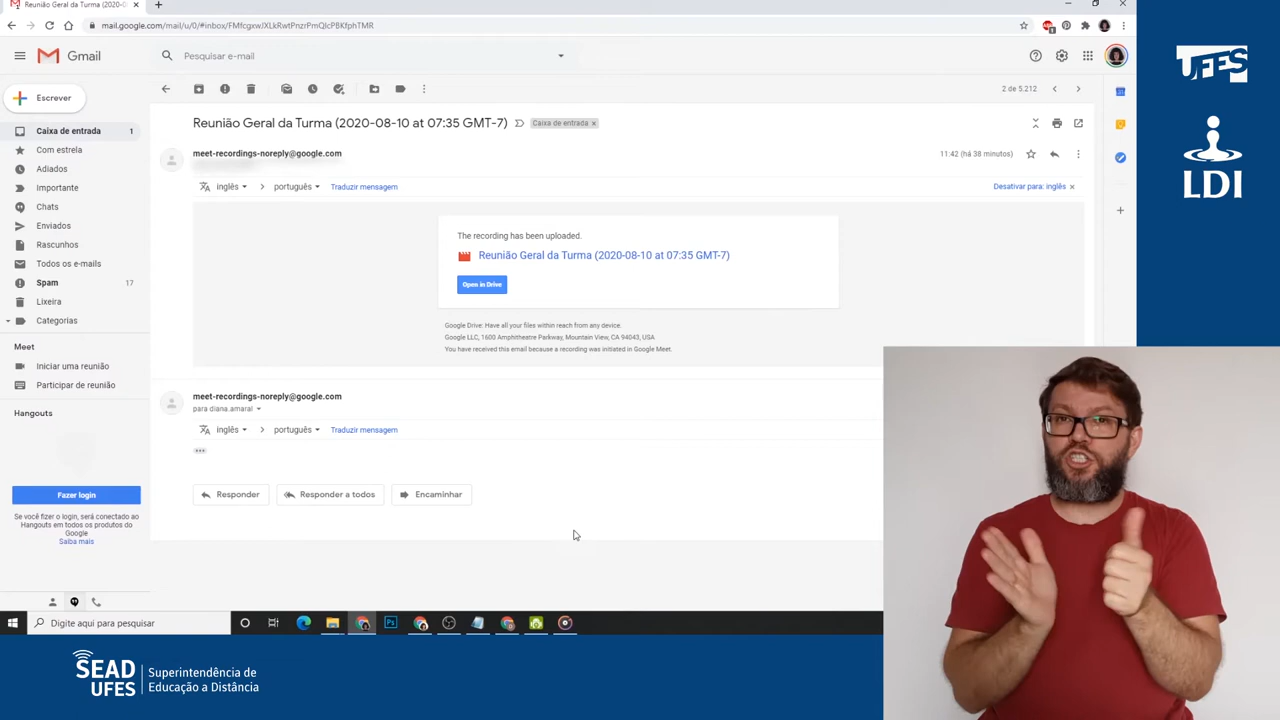 Reunião Geral da Turma (2020-0
mail.google.com/mail/u/0/#inbox/FMfcgxwJXLkRwtPnzrPmQlcPBKfphTMR
Gmail
Pesquisar e-mail
Escrever
2 de 5.212
Reunião Geral da Turma (2020-08-10 at 07:35 GMT-7)
Caixa de entrada x
Caixa de entrada 1
Com estrela
Adiados
Importante
Chats
Enviados
Rascunhos
Todos os e-mails
Spam 17
Lixeira
Categorias
Meet
Iniciar uma reunião
Participar de reunião
Hangouts
Fazer login
Se você fizer o login, será conectado ao
Hangouts em todos os produtos do
Google
Saiba mais
meet-recordings-noreply@google.com
11:42 (há 38 minutos)
inglês > português Traduzir mensagem
Desativar para: inglês x
The recording has been uploaded.
Reunião Geral da Turma (2020-08-10 at 07:35 GMT-7)
Open in Drive
Google Drive: Have all your files within reach from any device.
Google LLC, 1600 Amphitheatre Parkway, Mountain View, CA 94043, USA
You have received this email because a recording was initiated in Google Meet.
meet-recordings-noreply@google.com
para diana.amaral
inglês > português Traduzir mensagem
Responder
Responder a todos
Encaminhar
Digite aqui para pesquisar
Ps
UFES
LDI
SEAD
UFES
Superintendência de
Educação a Distância